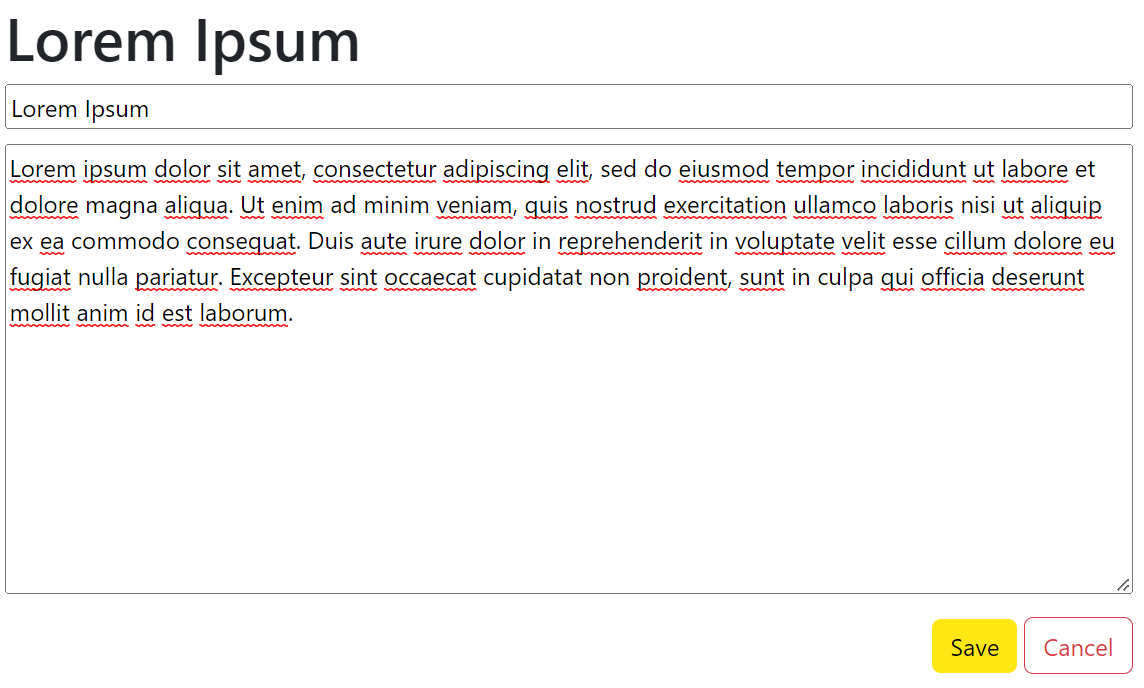 Lorem Ipsum
Lorem Ipsum
Lorem ipsum dolor sit amet, consectetur adipiscing elit, sed do eiusmod tempor incididunt ut labore et
dolore magna aliqua. Ut enim ad minim veniam, quis nostrud exercitation ullamco laboris nisi ut aliquip
ex ea commodo consequat. Duis aute irure dolor in reprehenderit in voluptate velit esse cillum dolore eu
fugiat nulla pariatur. Excepteur sint occaecat cupidatat non proident, sunt in culpa qui officia deserunt
mollit anim id est laborum.
Save Cancel